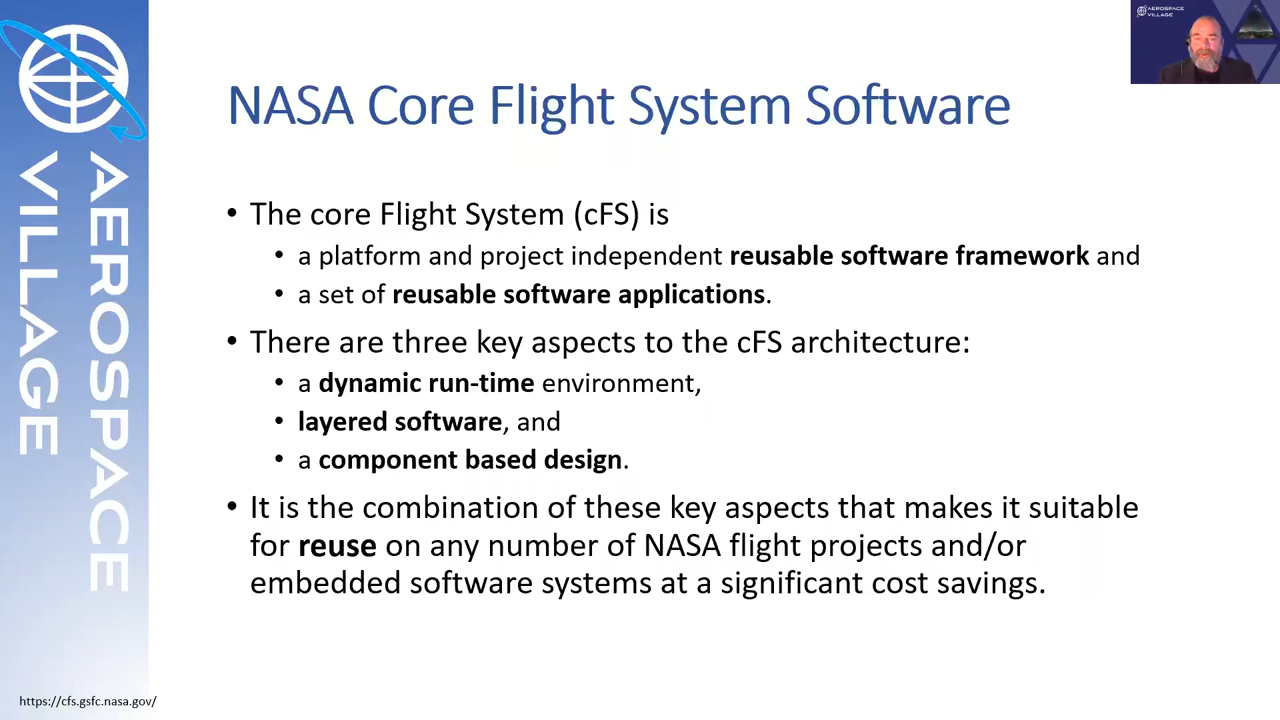 AEROSPACE
VILLAGE
AEROSPACE
VILLAGE
NASA Core Flight System Software
• The core Flight System (cFS) is
• a platform and project independent reusable software framework and
• a set of reusable software applications.
• There are three key aspects to the cFS architecture:
• a dynamic run-time environment,
• layered software, and
• a component based design.
• It is the combination of these key aspects that makes it suitable
for reuse on any number of NASA flight projects and/or
embedded software systems at a significant cost savings.
https://cfs.gsfc.nasa.gov/